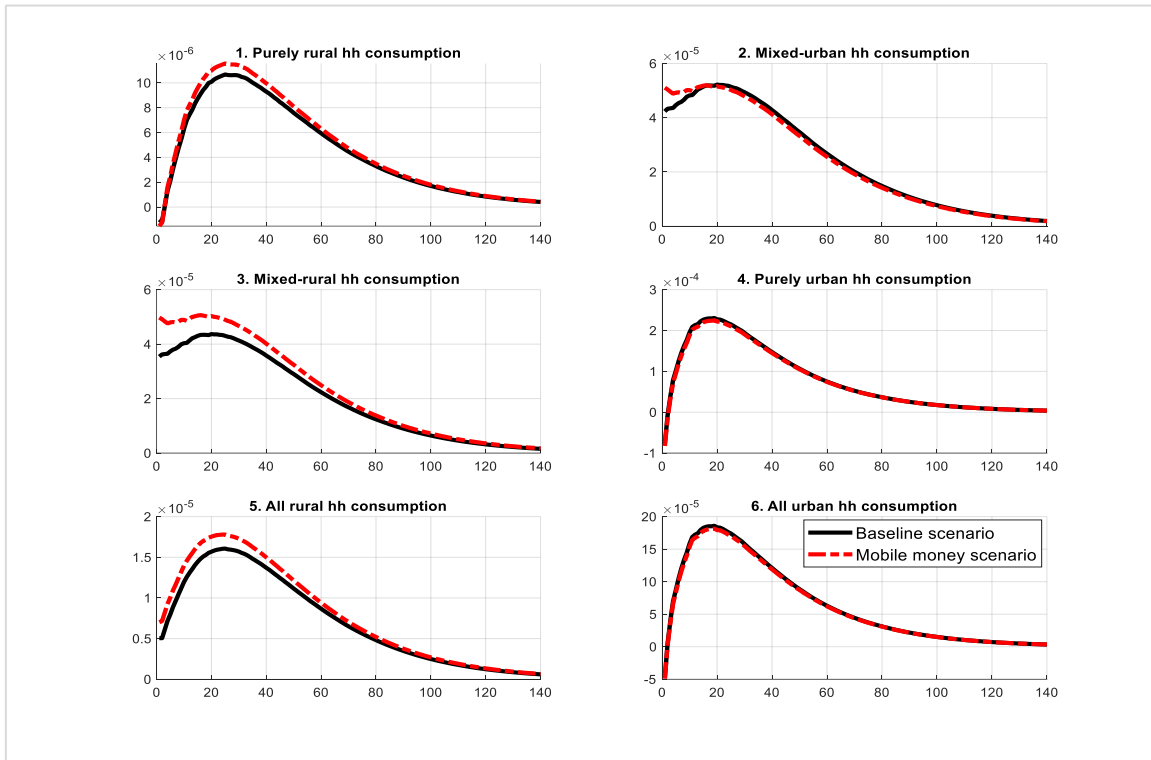 1. Purely rural hh consumption
×10⁻⁶
10
8
6
4
2
0
0 20 40 60 80 100 120 140
2. Mixed-urban hh consumption
×10⁻⁵
6
4
2
0
0 20 40 60 80 100 120 140
3. Mixed-rural hh consumption
×10⁻⁵
6
4
2
0
0 20 40 60 80 100 120 140
4. Purely urban hh consumption
×10⁻⁴
3
2
1
0
-1
0 20 40 60 80 100 120 140
5. All rural hh consumption
×10⁻⁵
2
1.5
1
0.5
0
0 20 40 60 80 100 120 140
6. All urban hh consumption
×10⁻⁵
20
15
10
5
0
-5
0 20 40 60 80 100 120 140
Baseline scenario
Mobile money scenario